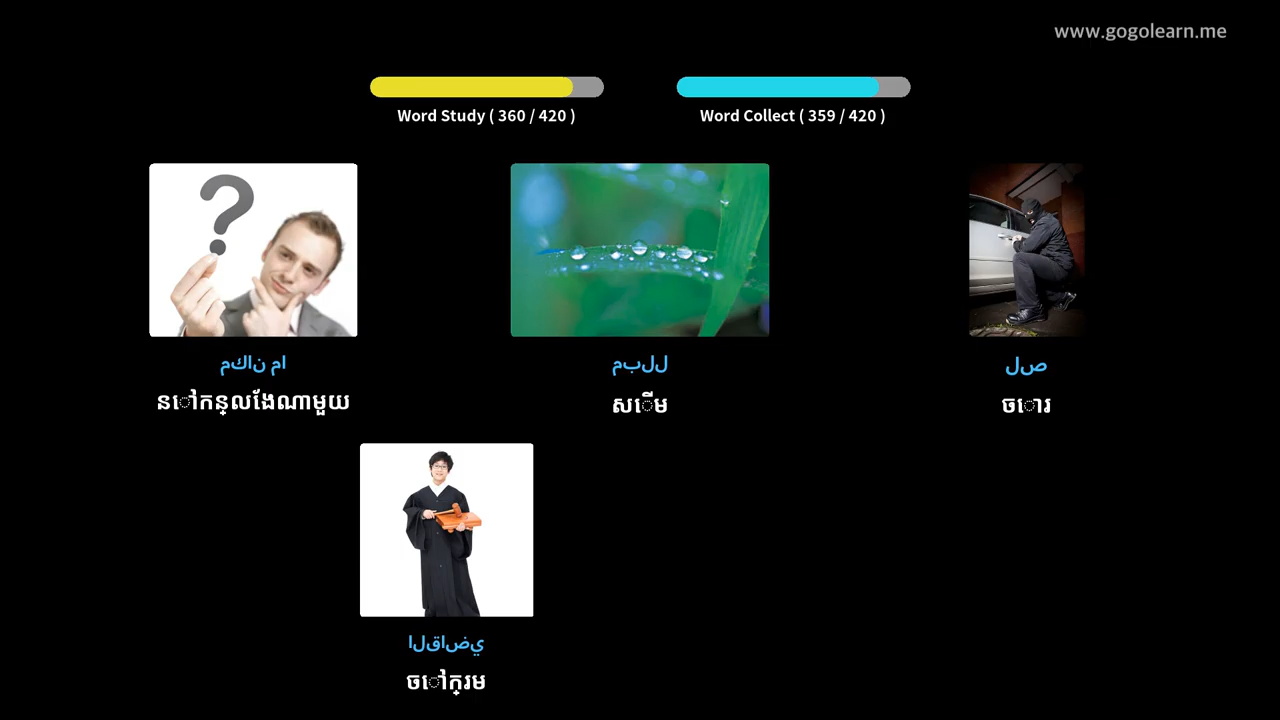 www.gogolearn.me
Word Study ( 360 / 420 )
Word Collect ( 359 / 420 )
مكان ما
នៅកន្លែងណាមួយ
مبلل
សើម
لص
ចោរ
القاضي
ចៅក្រម